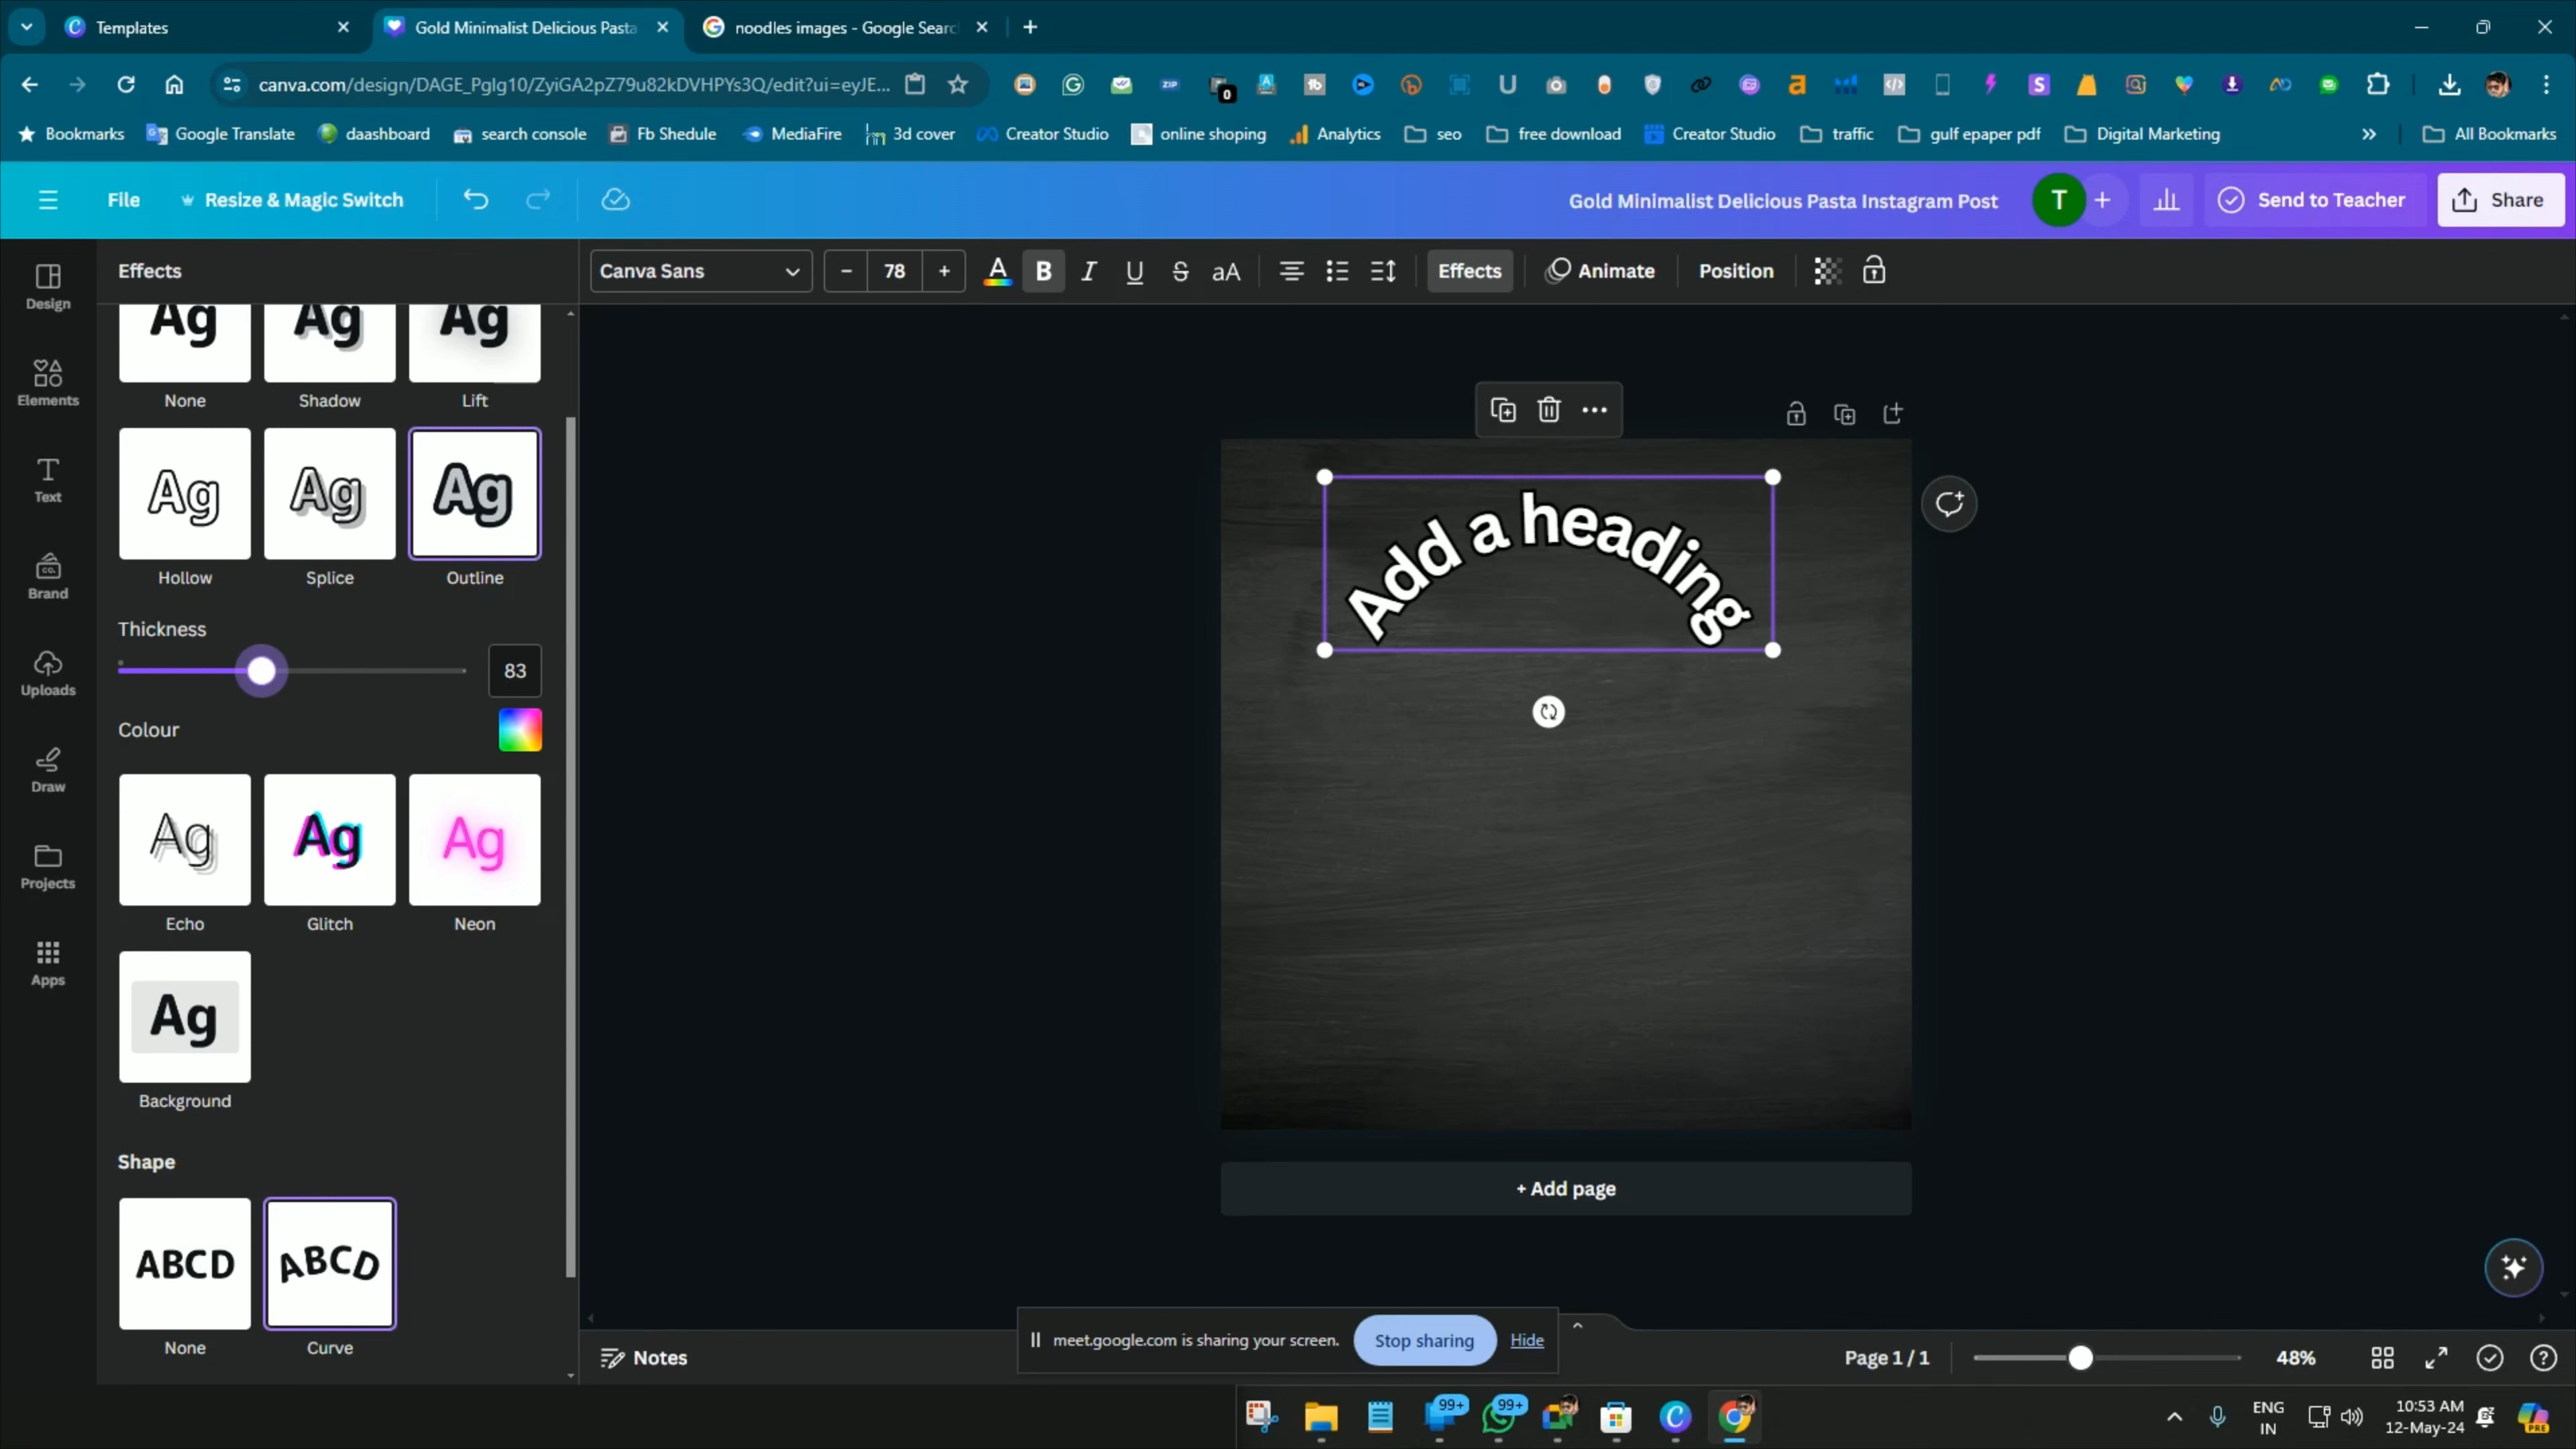 Templates
Gold Minimalist Delicious Pasta
noodles images - Google Searc
canva.com/design/DAGE_PgIg10/ZyiGA2pZ79u82kDVHPYs3Q/edit?ui=eyJE...
ZIP
0
Bookmarks
Google Translate
daashboard
search console
Fb Shedule
MediaFire
3d cover
Creator Studio
online shoping
Analytics
seo
free download
Creator Studio
traffic
gulf epaper pdf
Digital Marketing
All Bookmarks
File
Resize & Magic Switch
Gold Minimalist Delicious Pasta Instagram Post
T
Send to Teacher
Share
Effects
Canva Sans
78
A
B
I
U
S
aA
Effects
Animate
Position
Design
Elements
Text
Brand
Uploads
Draw
Projects
Apps
Ag
Ag
Ag
None
Shadow
Lift
Ag
Ag
Ag
Hollow
Splice
Outline
Thickness
83
Colour
Ag
Ag
Ag
Echo
Glitch
Neon
Ag
Background
Shape
ABCD
ABCD
None
Curve
Add a heading
+ Add page
Notes
meet.google.com is sharing your screen.
Stop sharing
Hide
Page 1 / 1
48%
99+
99+
ENG
IN
10:53 AM
12-May-24
PRE